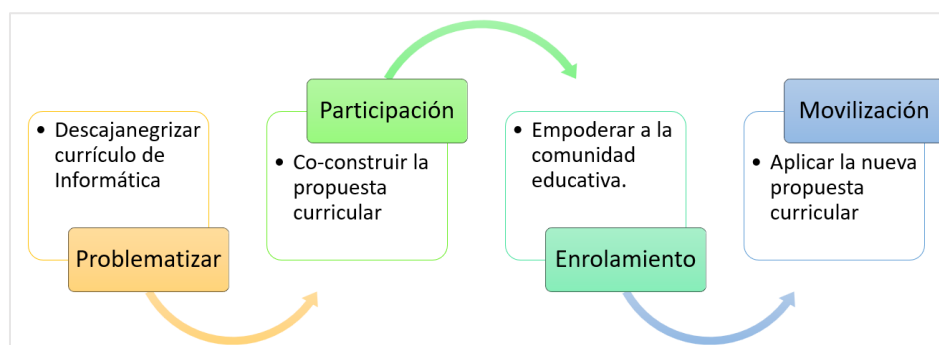 • Descajanegrizar
currículo de
Informática
Problematizar
Participación
• Co-construir la
propuesta
curricular
• Empoderar a la
comunidad
educativa.
Enrolamiento
Movilización
• Aplicar la nueva
propuesta
curricular